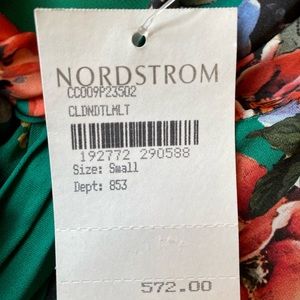 NORDSTROM
CC009P23502
CLDNDTLMLT
192772 290588
Size: Small
Dept: 853
572.00